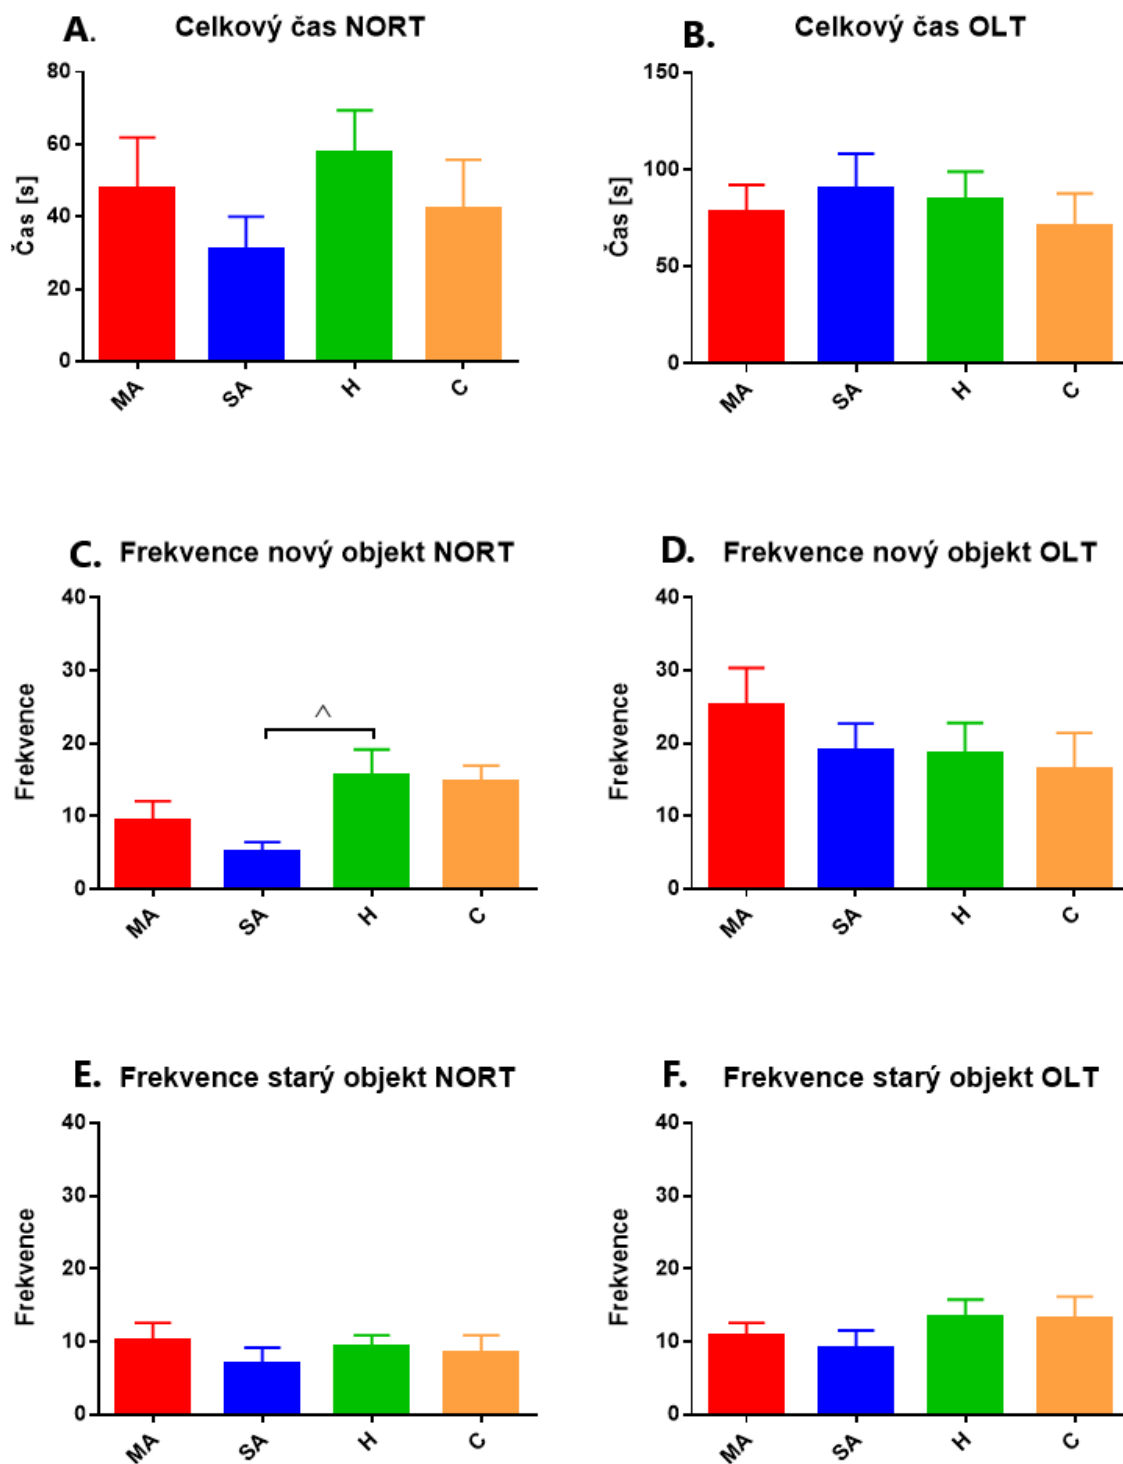 A. Celkový čas NORT
Čas [s]
80
60
40
20
0
MA SA H C
B. Celkový čas OLT
Čas [s]
150
100
50
0
MA SA H C
C. Frekvence nový objekt NORT
Frekvence
40
30
20
10
0
^
MA SA H C
D. Frekvence nový objekt OLT
Frekvence
40
30
20
10
0
MA SA H C
E. Frekvence starý objekt NORT
Frekvence
40
30
20
10
0
MA SA H C
F. Frekvence starý objekt OLT
Frekvence
40
30
20
10
0
MA SA H C